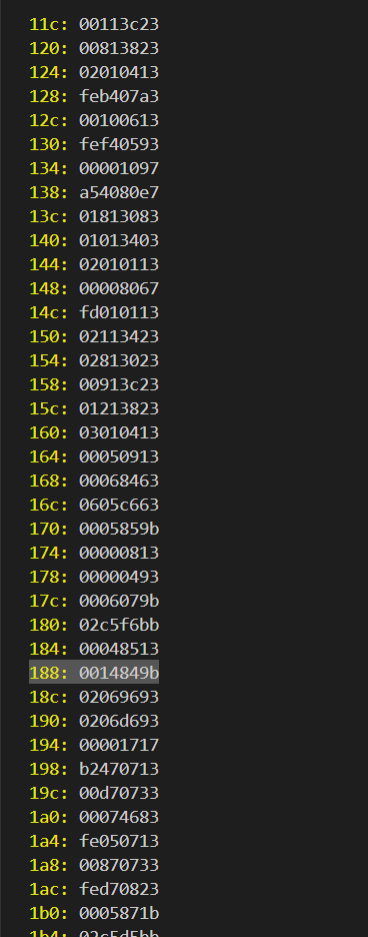 11c: 00113c23
120: 00813823
124: 02010413
128: feb407a3
12c: 00100613
130: fef40593
134: 00001097
138: a54080e7
13c: 01813083
140: 01013403
144: 02010113
148: 00008067
14c: fd010113
150: 02113423
154: 02813023
158: 00913c23
15c: 01213823
160: 03010413
164: 00050913
168: 00068463
16c: 0605c663
170: 0005859b
174: 00000813
178: 00000493
17c: 0006079b
180: 02c5f6bb
184: 00048513
188: 0014849b
18c: 02069693
190: 0206d693
194: 00001717
198: b2470713
19c: 00d70733
1a0: 00074683
1a4: fe050713
1a8: 00870733
1ac: fed70823
1b0: 0005871b
1b4: 02c5d5bb